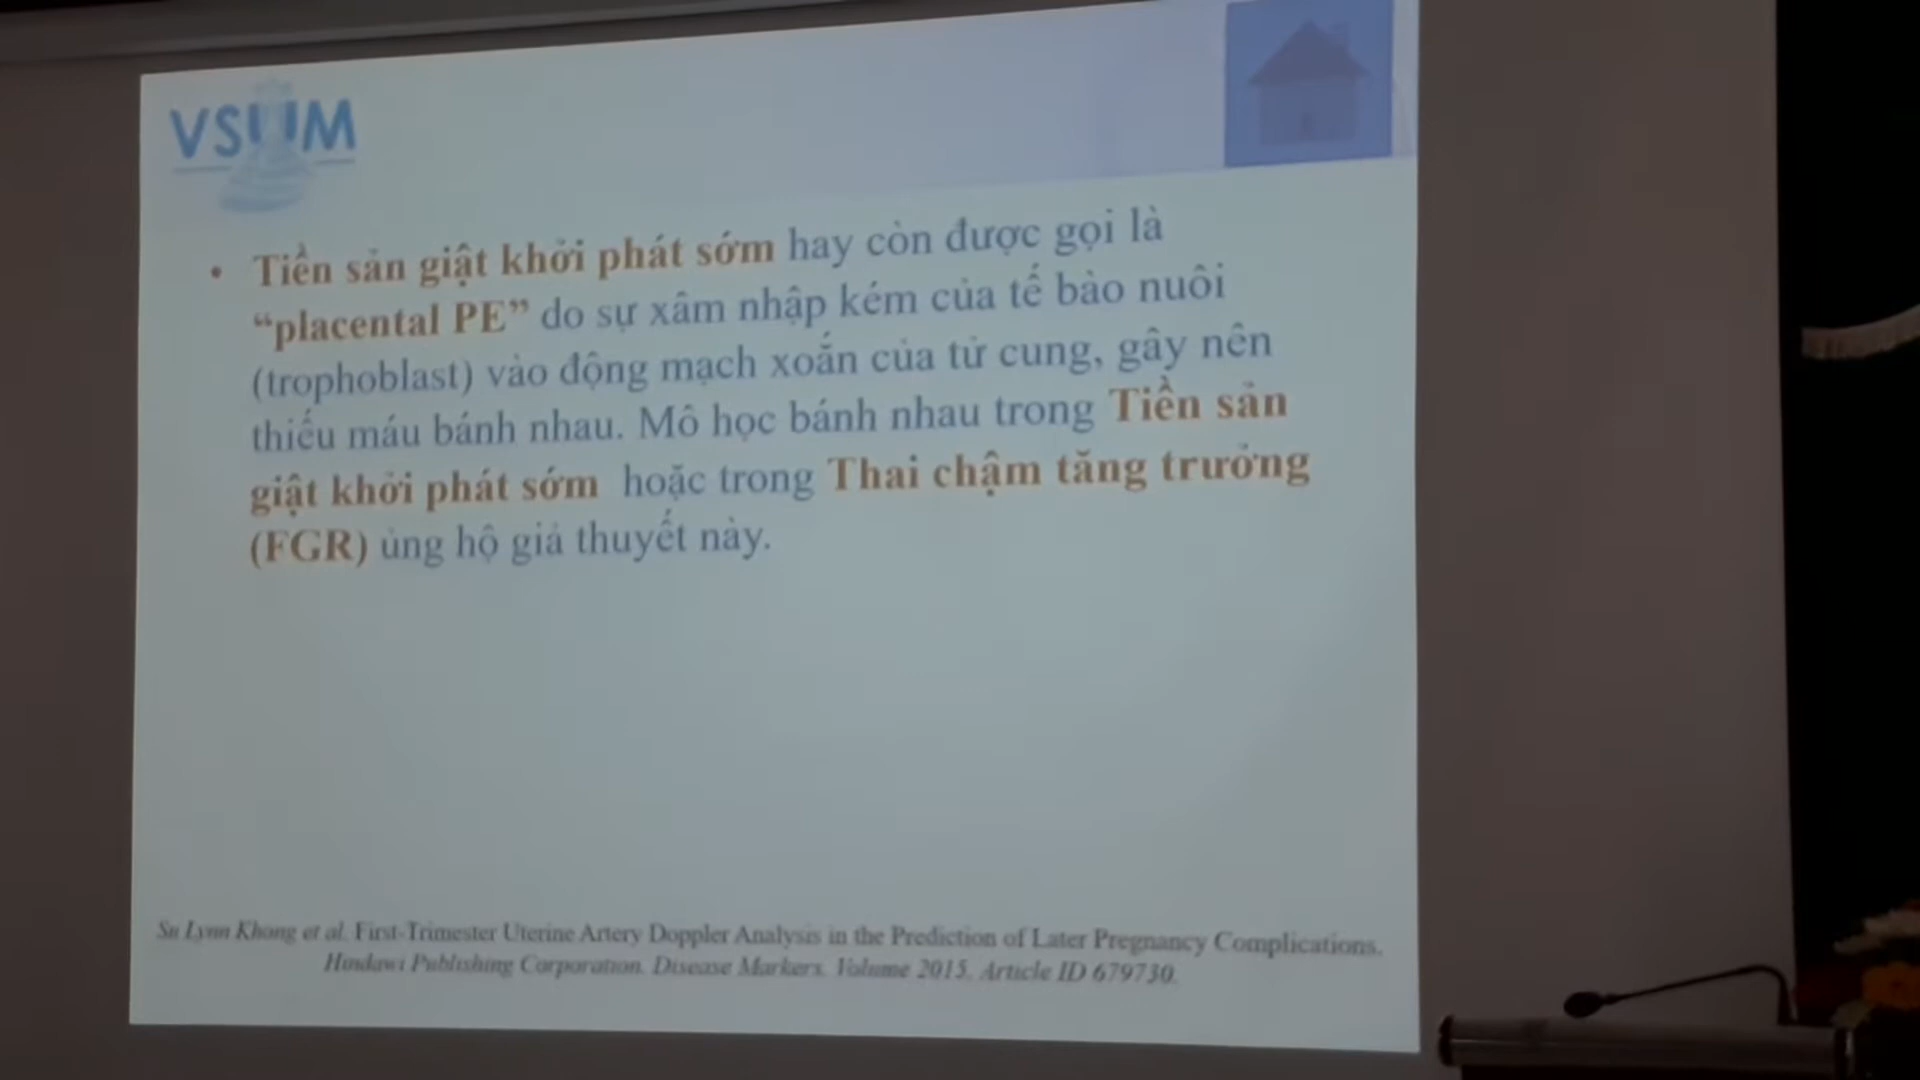 VSUM
• Tiền sản giật khởi phát sớm hay còn được gọi là
“placental PE” do sự xâm nhập kém của tế bào nuôi
(trophoblast) vào động mạch xoắn của tử cung, gây nên
thiếu máu bánh nhau. Mô học bánh nhau trong Tiền sản
giật khởi phát sớm hoặc trong Thai chậm tăng trưởng
(FGR) ủng hộ giả thuyết này.
Su Lynn Khong et al. First-Trimester Uterine Artery Doppler Analysis in the Prediction of Later Pregnancy Complications.
Hindawi Publishing Corporation. Disease Markers. Volume 2015. Article ID 679730.